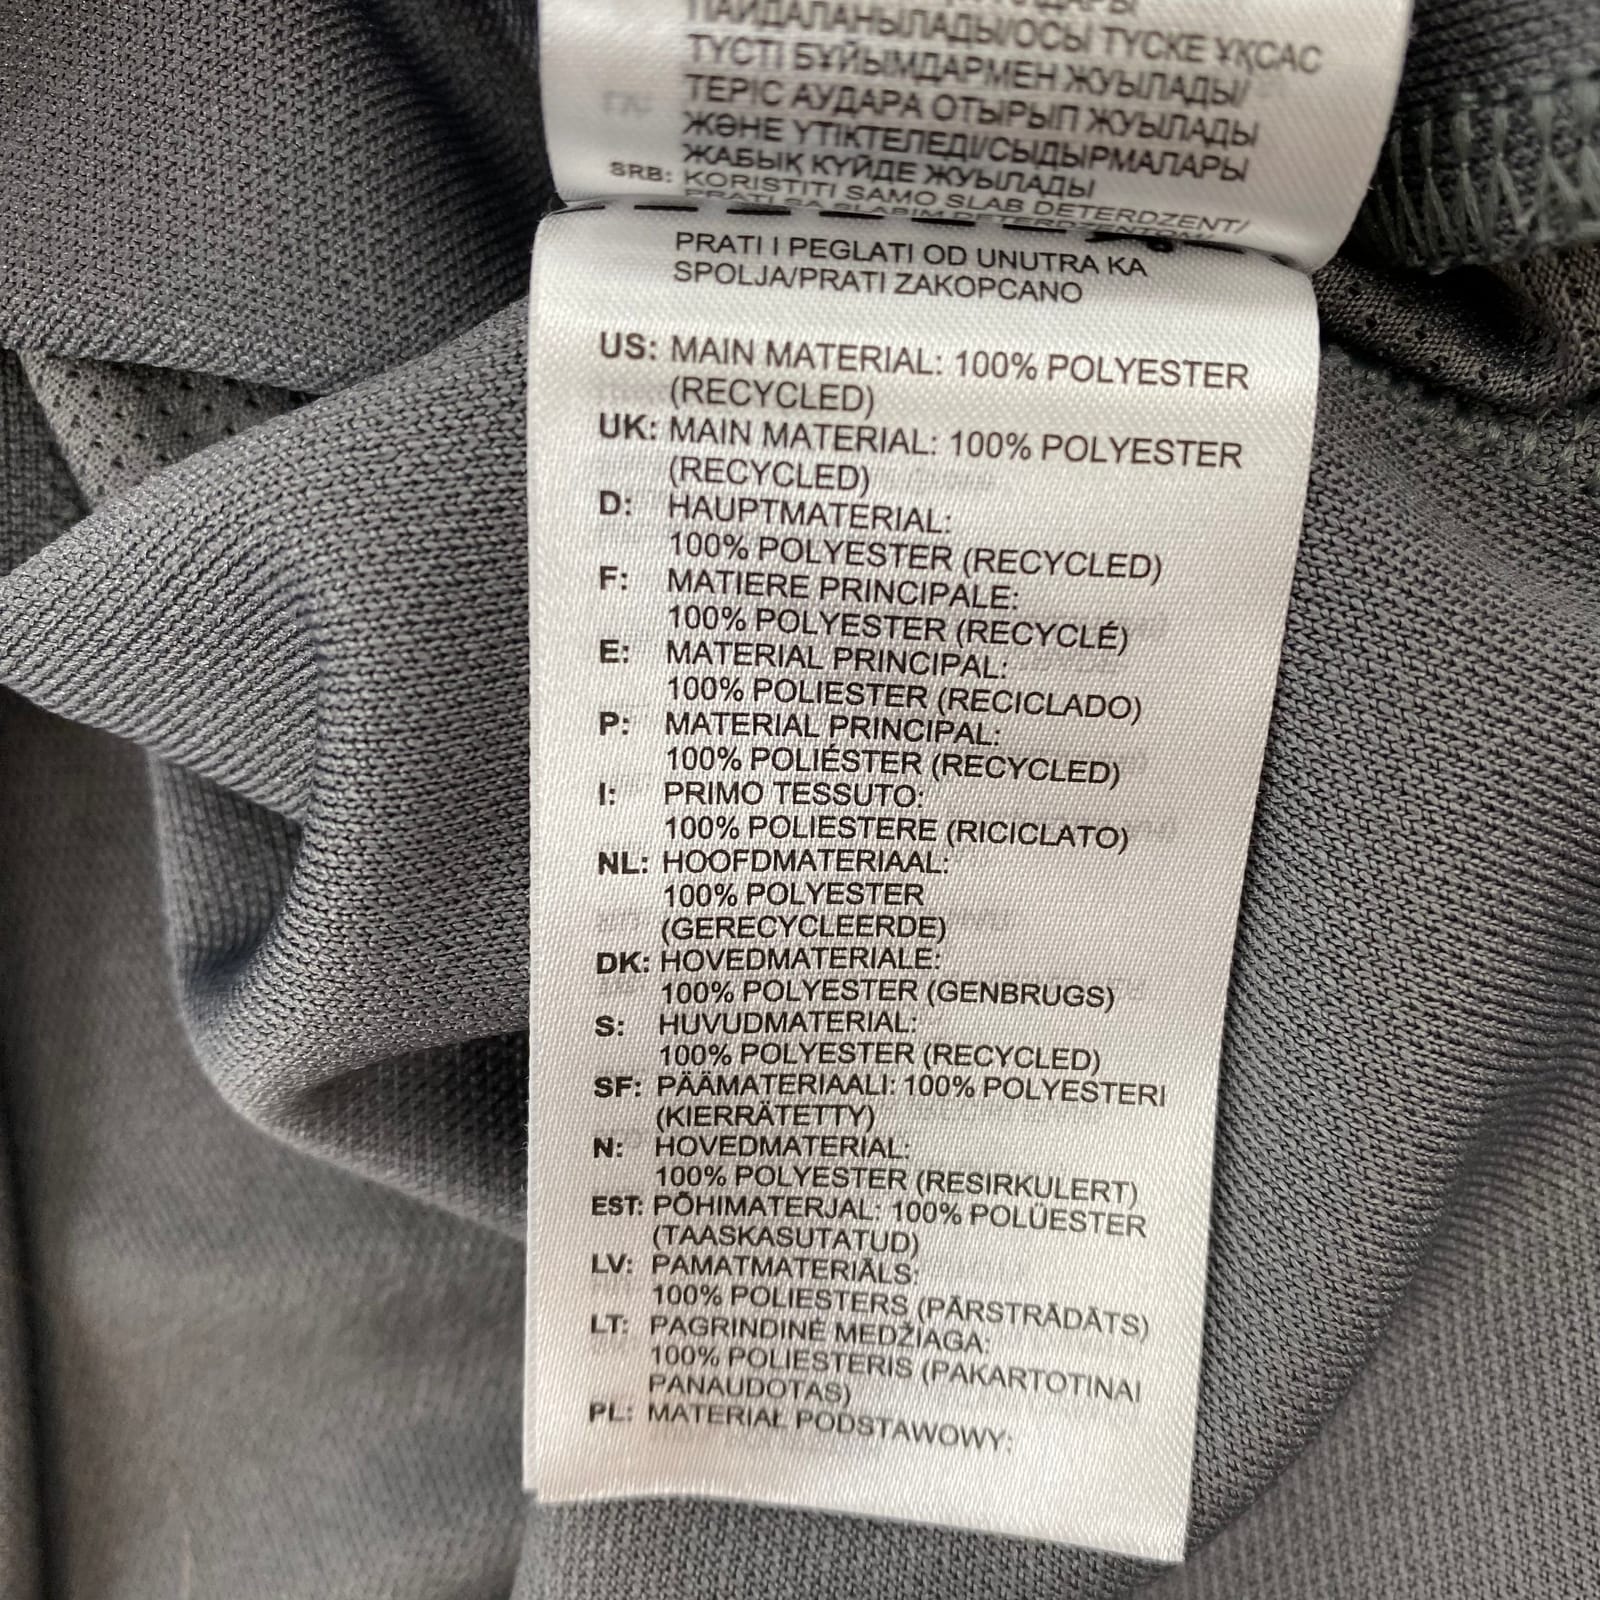 ПАЙДАЛАНЫЛАДЫ/ОСЫ ТҮСКЕ ҰҚСАС
ТҮСТІ БҰЙЫМДАРМЕН ЖУЫЛАДЫ/
ТЕРІС АУДАРА ОТЫРЫП ЖУЫЛАДЫ
ЖӘНЕ ҮТІКТЕЛЕДІ/СЫДЫРМАЛАРЫ
ЖАБЫҚ КҮЙДЕ ЖУЫЛАДЫ
SRB: KORISTITI SAMO SLAB DETERDZENT/
PRATI I PEGLATI OD UNUTRA KA
SPOLJA/PRATI ZAKOPCANO
US: MAIN MATERIAL: 100% POLYESTER
(RECYCLED)
UK: MAIN MATERIAL: 100% POLYESTER
(RECYCLED)
D: HAUPTMATERIAL:
100% POLYESTER (RECYCLED)
F: MATIERE PRINCIPALE:
100% POLYESTER (RECYCLÉ)
E: MATERIAL PRINCIPAL:
100% POLIESTER (RECICLADO)
P: MATERIAL PRINCIPAL:
100% POLIÉSTER (RECYCLED)
I: PRIMO TESSUTO:
100% POLIESTERE (RICICLATO)
NL: HOOFDMATERIAAL:
100% POLYESTER
(GERECYCLEERDE)
DK: HOVEDMATERIALE:
100% POLYESTER (GENBRUGS)
S: HUVUDMATERIAL:
100% POLYESTER (RECYCLED)
SF: PÄÄMATERIAALI: 100% POLYESTERI
(KIERRÄTETTY)
N: HOVEDMATERIAL:
100% POLYESTER (RESIRKULERT)
EST: PÕHIMATERJAL: 100% POLÜESTER
(TAASKASUTATUD)
LV: PAMATMATERIĀLS:
100% POLIESTERS (PĀRSTRĀDĀTS)
LT: PAGRINDINĖ MEDŽIAGA:
100% POLIESTERIS (PAKARTOTINAI
PANAUDOTAS)
PL: MATERIAŁ PODSTAWOWY: